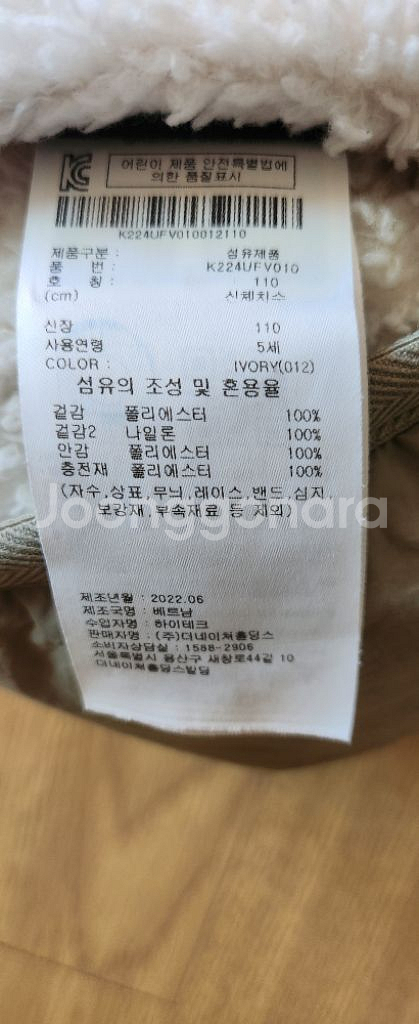 KC
어린이 제품 안전특별법에
의한 품질표시
K224UFV010012110
제품구분 : 섬유제품
품 번 : K224UFV010
호 칭 : 110
(cm) 신체치수
신장 110
사용연령 5세
COLOR : IVORY(012)
섬유의 조성 및 혼용율
겉감 폴리에스터 100%
겉감2 나일론 100%
안감 폴리에스터 100%
충전재 폴리에스터 100%
(자수,상표,무늬,레이스,밴드,심지,
보강재,부속재료 등 제외)
Joonggonara
제조년월 : 2022.06
제조국명 : 베트남
수입자명 : 하이테크
판매자명 : (주)더네이쳐홀딩스
소비자상담실 : 1588-2906
서울특별시 용산구 새창로44길 10
더네이쳐홀딩스빌딩